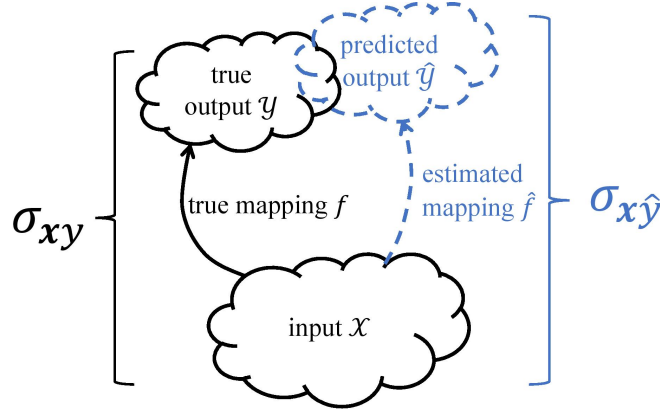 true
output 𝒴
predicted
output 𝒴̂
true mapping f
estimated
mapping f̂
σ𝒙𝒚
σ𝒙𝒚̂
input 𝒳